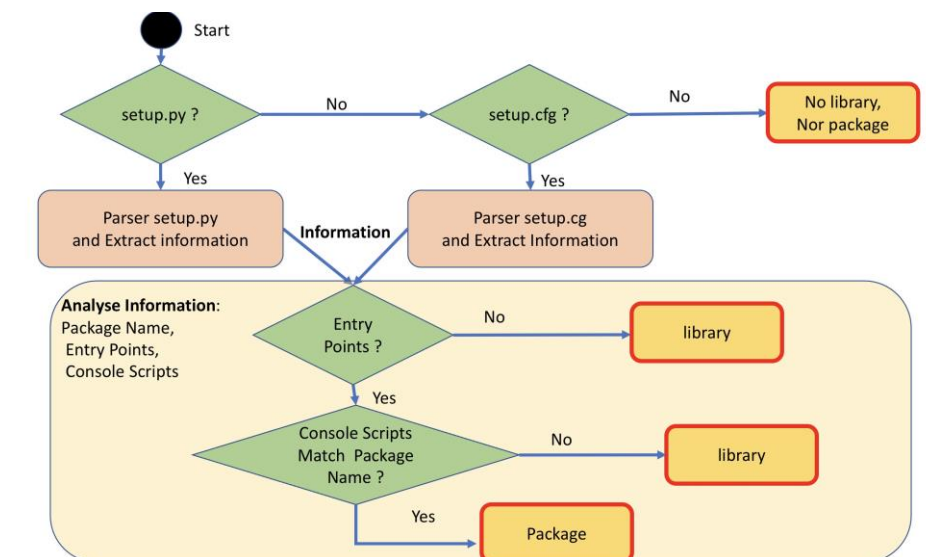 Start
setup.py ?
No
setup.cfg ?
No
No library,
Nor package
Yes
Yes
Parser setup.py
and Extract information
Information
Parser setup.cg
and Extract Information
Analyse Information:
Package Name,
Entry Points,
Console Scripts
Entry
Points ?
No
library
Yes
Console Scripts
Match Package
Name ?
No
library
Yes
Package